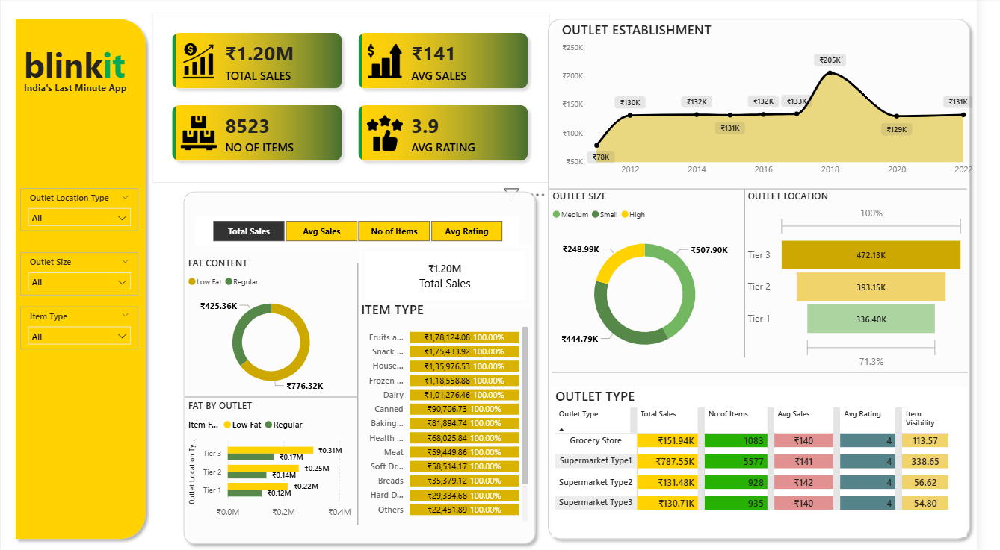 blinkit
India's Last Minute App
Outlet Location Type
All
Outlet Size
All
Item Type
All
₹1.20M
TOTAL SALES
₹141
AVG SALES
8523
NO OF ITEMS
3.9
AVG RATING
Total Sales
Avg Sales
No of Items
Avg Rating
FAT CONTENT
Low Fat Regular
₹425.36K
₹776.32K
₹1.20M
Total Sales
FAT BY OUTLET
Item F... Low Fat Regular
Outlet Location Ty...
Tier 3 ₹0.31M
₹0.17M
Tier 2 ₹0.25M
₹0.14M
Tier 1 ₹0.22M
₹0.12M
₹0.0M ₹0.2M ₹0.4M
ITEM TYPE
Fruits a... ₹1,78,124.08 100.00%
Snack ... ₹1,75,433.92 100.00%
House... ₹1,35,976.53 100.00%
Frozen ... ₹1,18,558.88 100.00%
Dairy ₹1,01,276.46 100.00%
Canned ₹90,706.73 100.00%
Baking... ₹81,894.74 100.00%
Health ... ₹68,025.84 100.00%
Meat ₹59,449.86 100.00%
Soft Dr... ₹58,514.17 100.00%
Breads ₹35,379.12 100.00%
Hard D... ₹29,334.68 100.00%
Others ₹22,451.89 100.00%
OUTLET ESTABLISHMENT
₹250K
₹200K
₹150K
₹100K
₹50K
₹78K
₹130K
₹132K
₹131K
₹132K
₹133K
₹205K
₹129K
₹131K
2012 2014 2016 2018 2020 2022
OUTLET SIZE
Medium Small High
₹248.99K
₹507.90K
₹444.79K
OUTLET LOCATION
100%
Tier 3 472.13K
Tier 2 393.15K
Tier 1 336.40K
71.3%
OUTLET TYPE
Outlet Type Total Sales No of Items Avg Sales Avg Rating Item Visibility
Grocery Store ₹151.94K 1083 ₹140 4 113.57
Supermarket Type1 ₹787.55K 5577 ₹141 4 338.65
Supermarket Type2 ₹131.48K 928 ₹142 4 56.62
Supermarket Type3 ₹130.71K 935 ₹140 4 54.80